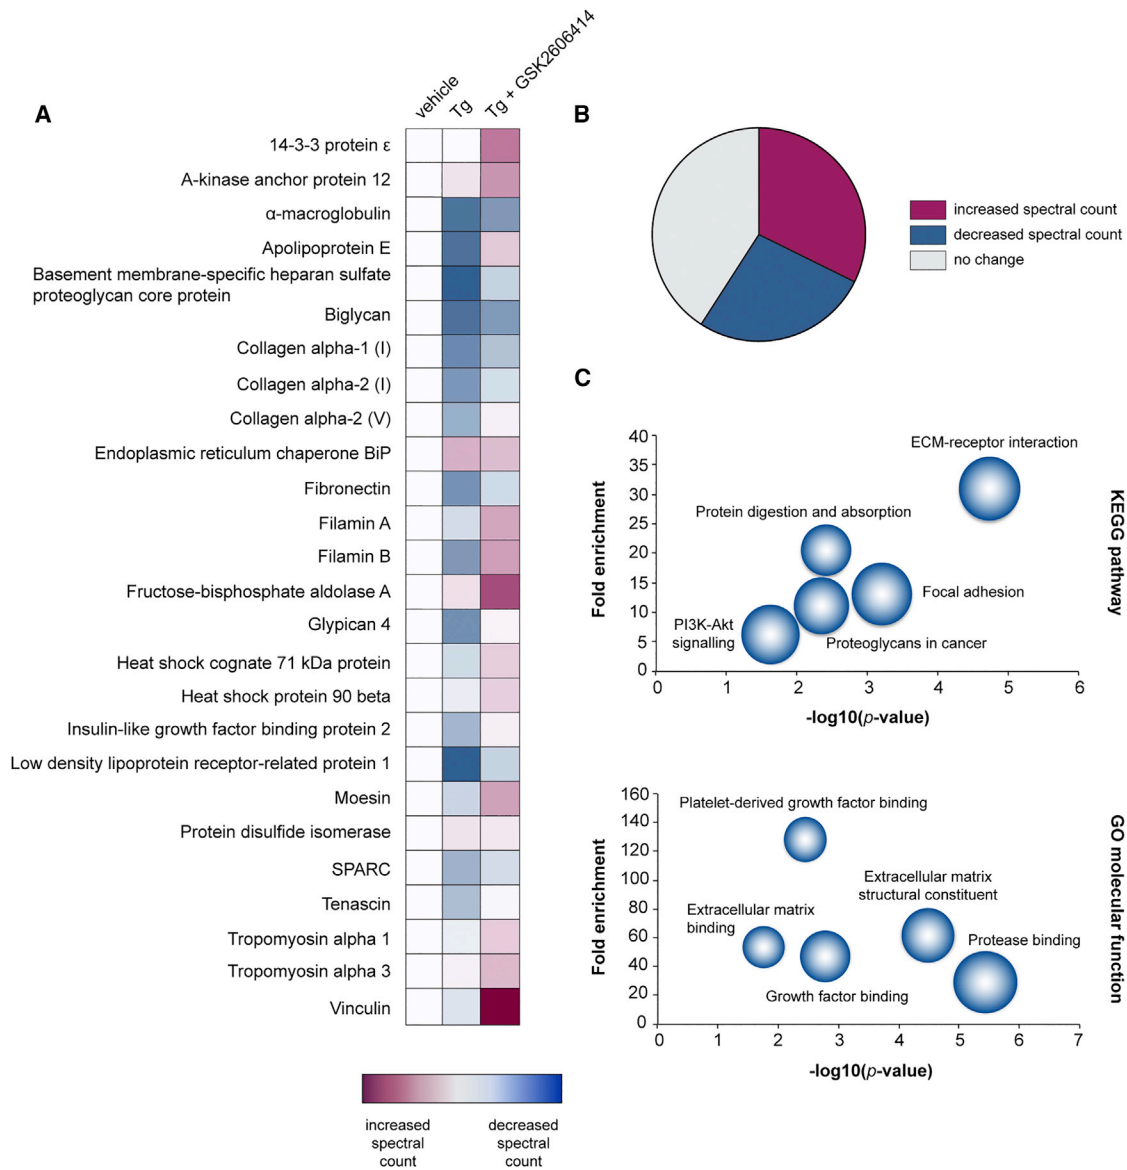 A
vehicle
Tg
Tg + GSK2606414
14-3-3 protein ε
A-kinase anchor protein 12
α-macroglobulin
Apolipoprotein E
Basement membrane-specific heparan sulfate
proteoglycan core protein
Biglycan
Collagen alpha-1 (I)
Collagen alpha-2 (I)
Collagen alpha-2 (V)
Endoplasmic reticulum chaperone BiP
Fibronectin
Filamin A
Filamin B
Fructose-bisphosphate aldolase A
Glypican 4
Heat shock cognate 71 kDa protein
Heat shock protein 90 beta
Insulin-like growth factor binding protein 2
Low density lipoprotein receptor-related protein 1
Moesin
Protein disulfide isomerase
SPARC
Tenascin
Tropomyosin alpha 1
Tropomyosin alpha 3
Vinculin
increased
spectral
count
decreased
spectral
count
B
increased spectral count
decreased spectral count
no change
C
40
35
30
25
20
15
10
5
0
Fold enrichment
ECM-receptor interaction
Protein digestion and absorption
Focal adhesion
PI3K-Akt
signalling
Proteoglycans in cancer
0 1 2 3 4 5 6
-log10(p-value)
KEGG pathway
160
140
120
100
80
60
40
20
0
Fold enrichment
Platelet-derived growth factor binding
Extracellular matrix
structural constituent
Extracellular matrix
binding
Protease binding
Growth factor binding
0 1 2 3 4 5 6 7
-log10(p-value)
GO molecular function